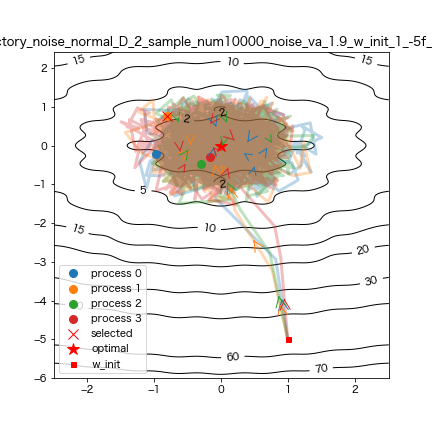 ctory_noise_normal_D_2_sample_num10000_noise_va_1.9_w_init_1_-5f_
15 10 15
2
1
0
−1
−2
−3
−4
−5
−6
2 2 2
2
5
15 10 20
30
60 70
process 0
process 1
process 2
process 3
selected
optimal
w_init
−2 −1 0 1 2